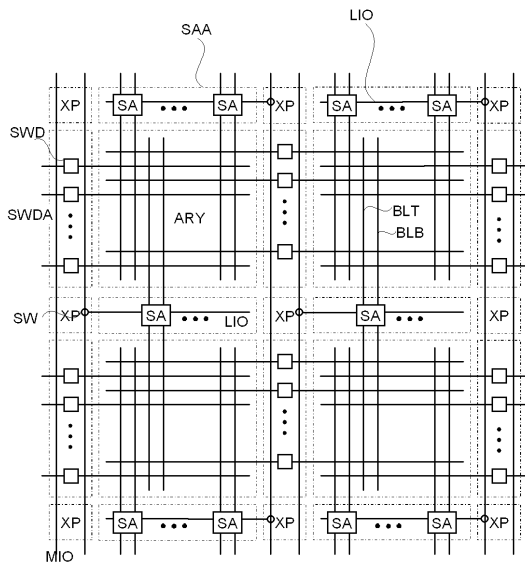 SAA LIO
XP SA SA XP SA SA XP
SWD
SWDA ARY BLT
BLB
SW XP SA LIO XP SA XP
XP SA SA XP SA SA XP
MIO